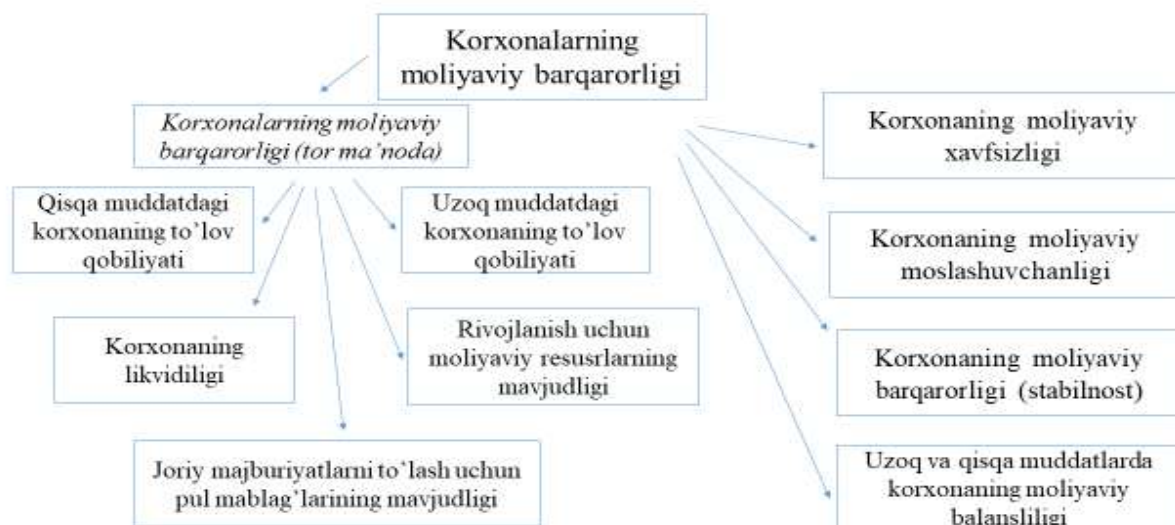 Korxonalarning
moliyaviy barqarorligi
Korxonalarning moliyaviy
barqarorligi (tor ma’noda)
Qisqa muddatdagi
korxonaning to`lov
qobiliyati
Uzoq muddatdagi
korxonaning to`lov
qobiliyati
Korxonaning
likvidiligi
Rivojlanish uchun
moliyaviy resusrlarning
mavjudligi
Joriy majburiyatlarni to`lash uchun
pul mablag`larining mavjudligi
Korxonaning moliyaviy
xavfsizligi
Korxonaning moliyaviy
moslashuvchanligi
Korxonaning moliyaviy
barqarorligi (stabilnost)
Uzoq va qisqa muddatlarda
korxonaning moliyaviy
balansliligi